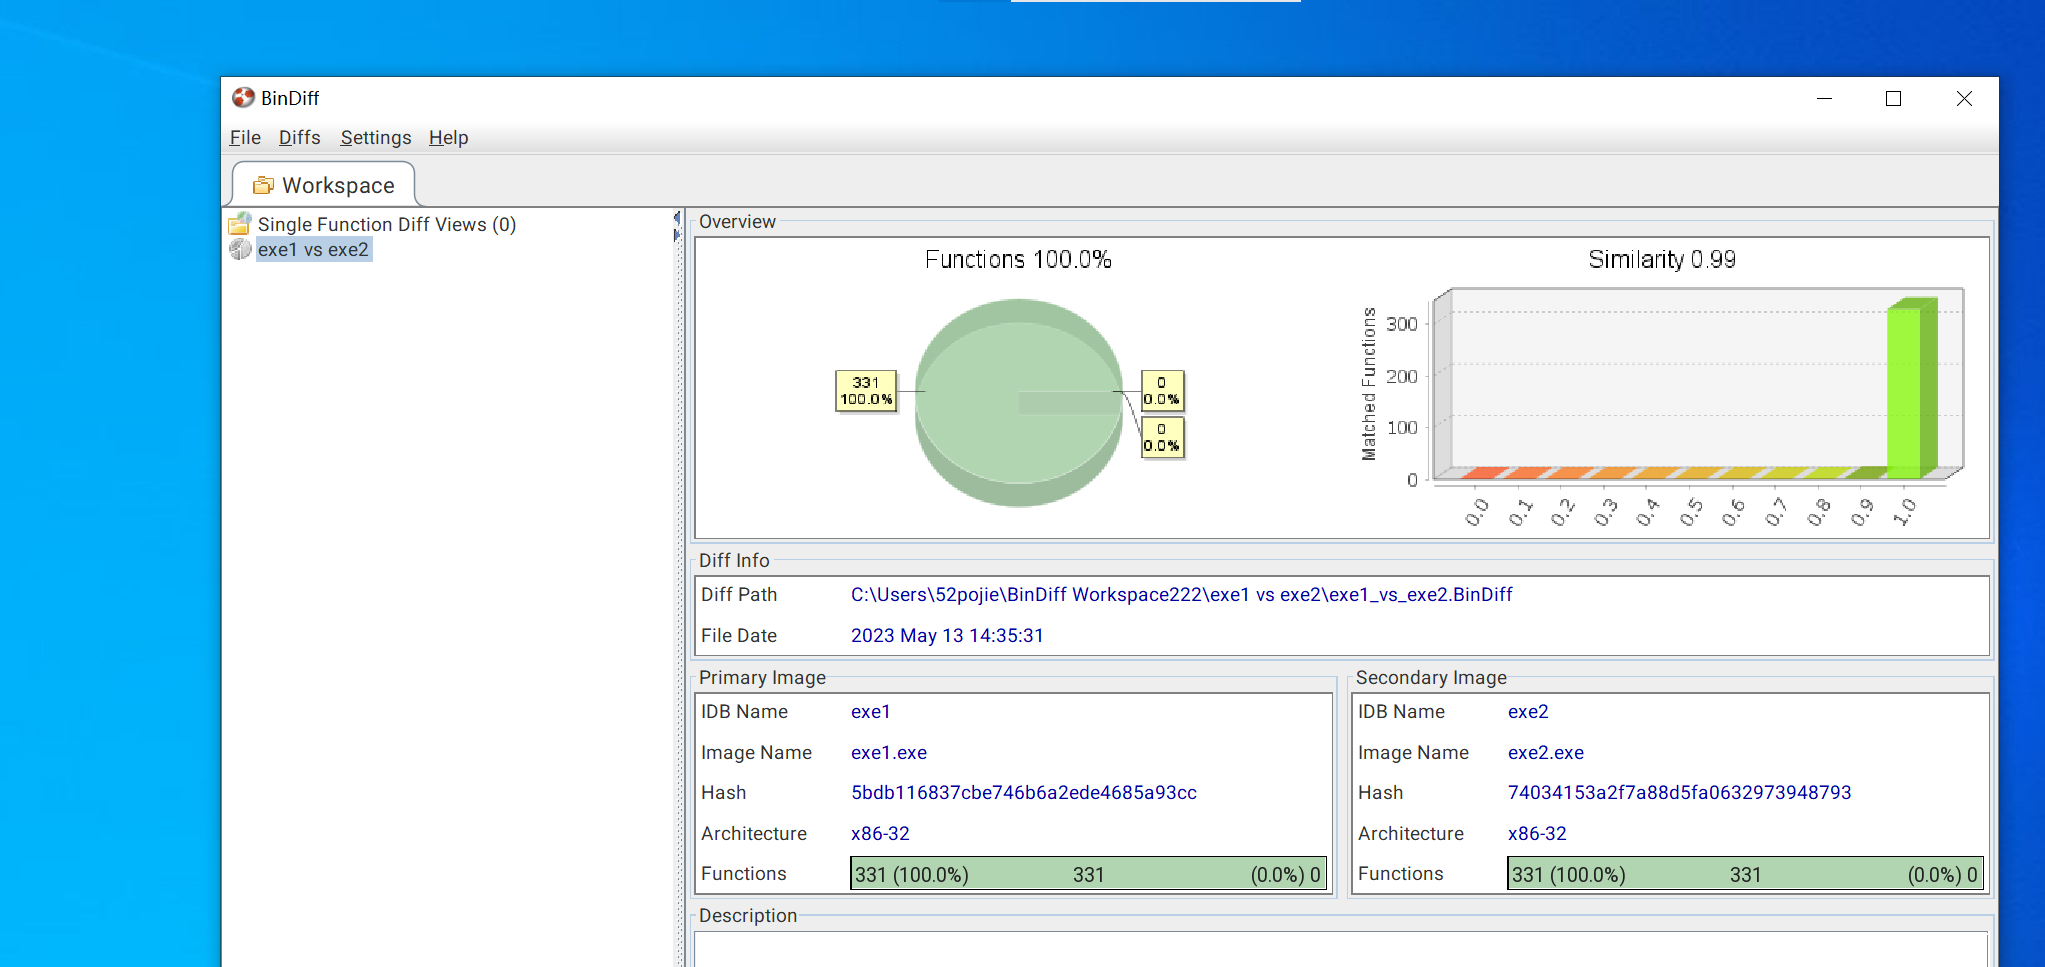 BinDiff
File Diffs Settings Help
Workspace
Single Function Diff Views (0)
exe1 vs exe2
Overview
Functions 100.0%
331
100.0%
0
0.0%
0
0.0%
Similarity 0.99
Matched Functions
300
200
100
0
0.0 0.1 0.2 0.3 0.4 0.5 0.6 0.7 0.8 0.9 1.0
Diff Info
Diff Path C:\Users\52pojie\BinDiff Workspace222\exe1 vs exe2\exe1_vs_exe2.BinDiff
File Date 2023 May 13 14:35:31
Primary Image
IDB Name exe1
Image Name exe1.exe
Hash 5bdb116837cbe746b6a2ede4685a93cc
Architecture x86-32
Functions 331 (100.0%) 331 (0.0%) 0
Secondary Image
IDB Name exe2
Image Name exe2.exe
Hash 74034153a2f7a88d5fa0632973948793
Architecture x86-32
Functions 331 (100.0%) 331 (0.0%) 0
Description